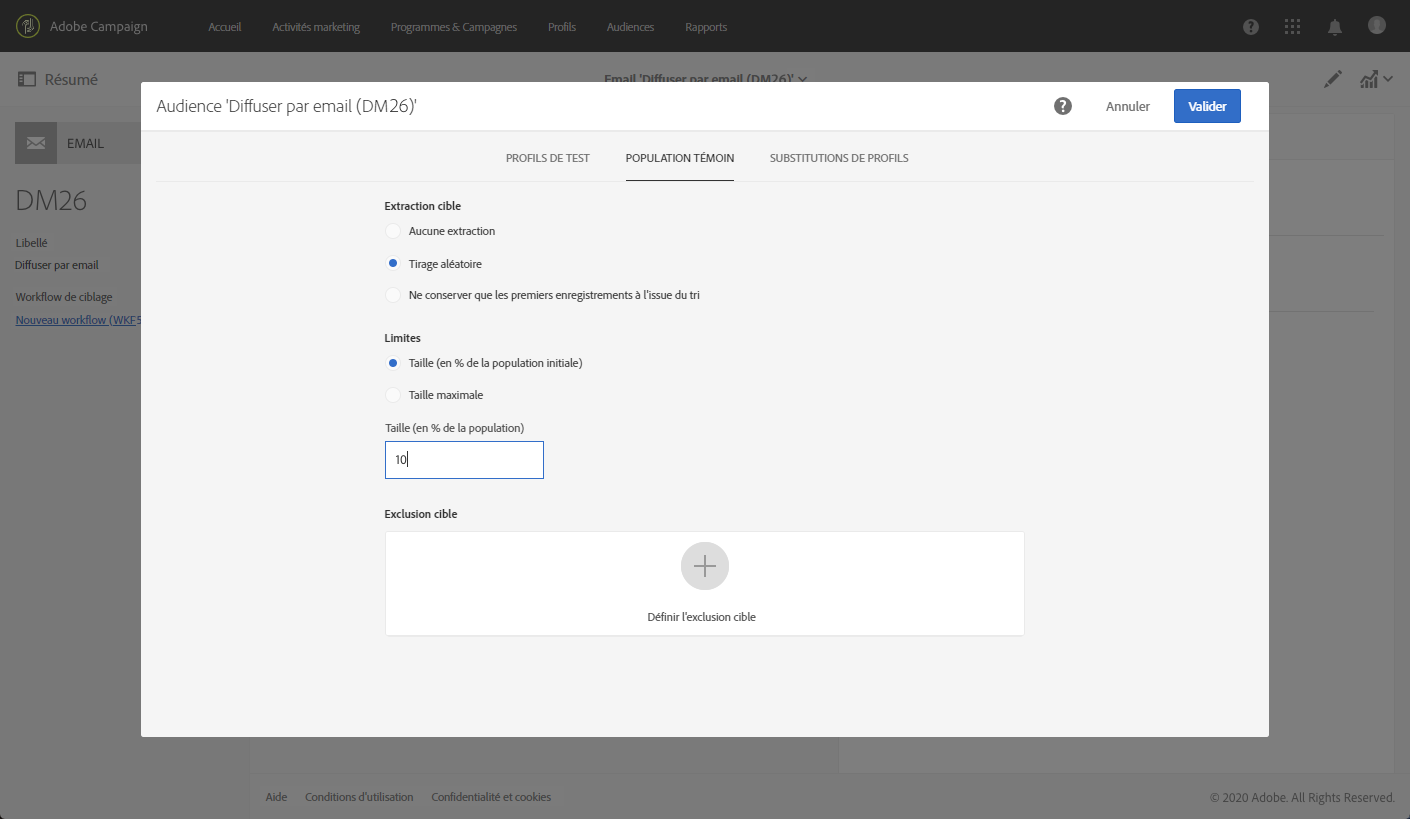 Adobe Campaign
Accueil
Activités marketing
Programmes & Campagnes
Profils
Audiences
Rapports
Résumé
Email 'Diffuser par email (DM26)'
Audience 'Diffuser par email (DM26)'
Annuler
Valider
EMAIL
PROFILS DE TEST
POPULATION TÉMOIN
SUBSTITUTIONS DE PROFILS
DM26
Libellé
Diffuser par email
Workflow de ciblage
Nouveau workflow (WKF5
Extraction cible
Aucune extraction
Tirage aléatoire
Ne conserver que les premiers enregistrements à l'issue du tri
Limites
Taille (en % de la population initiale)
Taille maximale
Taille (en % de la population)
10
Exclusion cible
Définir l'exclusion cible
Aide
Conditions d'utilisation
Confidentialité et cookies
© 2020 Adobe. All Rights Reserved.